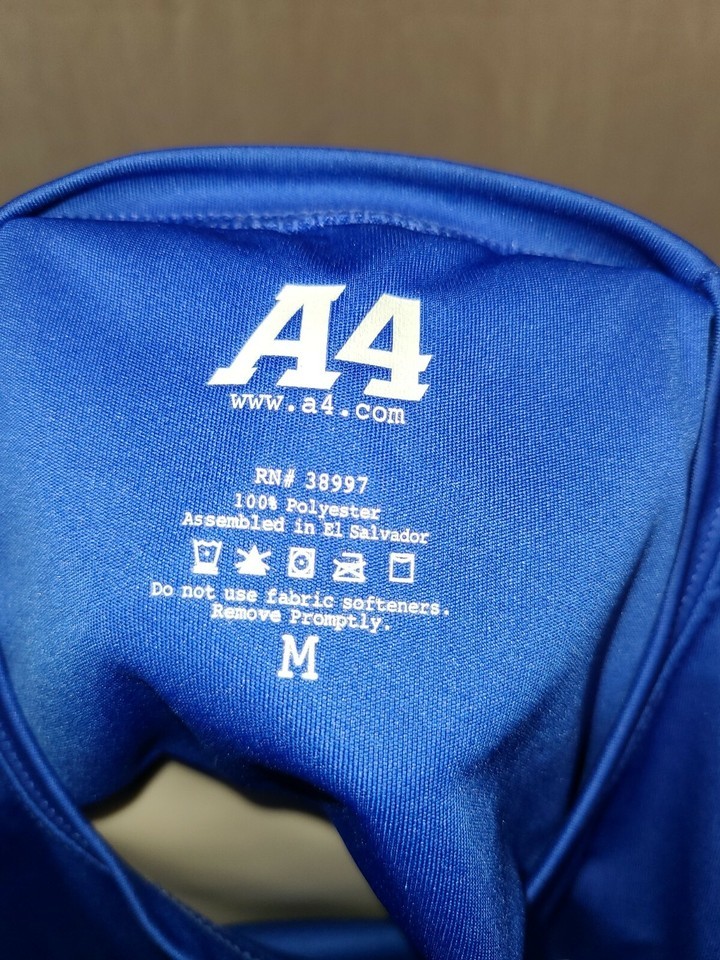 A4
www.a4.com
RN# 38997
100% Polyester
Assembled in El Salvador
Do not use fabric softeners.
Remove Promptly.
M